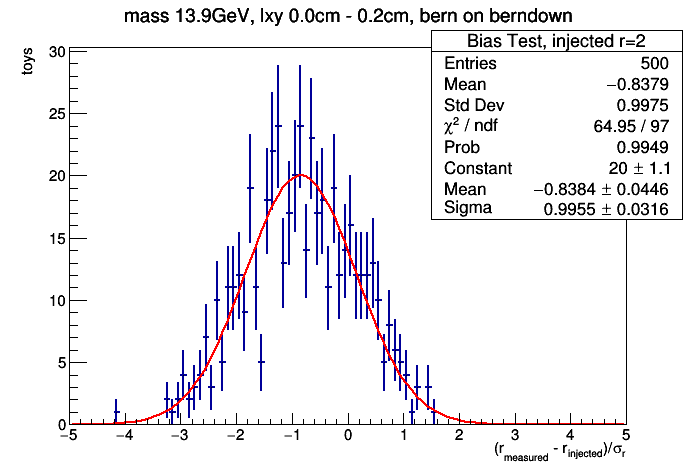 mass 13.9GeV, lxy 0.0cm - 0.2cm, bern on berndown
Bias Test, injected r=2
Entries 500
Mean −0.8379
Std Dev 0.9975
χ² / ndf 64.95 / 97
Prob 0.9949
Constant 20 ± 1.1
Mean −0.8384 ± 0.0446
Sigma 0.9955 ± 0.0316
toys
30
25
20
15
10
5
0
−5 −4 −3 −2 −1 0 1 2 3 4 5
(r_measured - r_injected)/σ_r